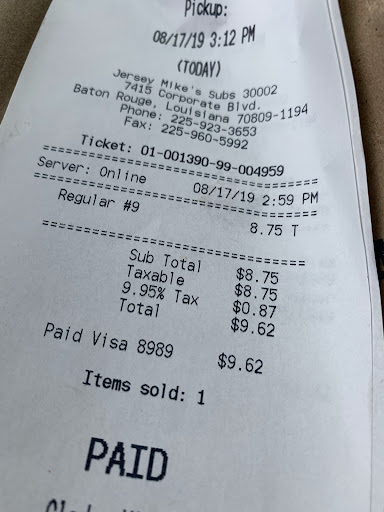 Pickup:
08/17/19 3:12 PM
(TODAY)
Jersey Mike's Subs 30002
7415 Corporate Blvd.
Baton Rouge, Louisiana 70809-1194
Phone: 225-923-3653
Fax: 225-960-5992
Ticket: 01-001390-99-004959
==================================
Server: Online 08/17/19 2:59 PM
==================================
Regular #9 8.75 T
==================================
Sub Total $8.75
Taxable $8.75
9.95% Tax $0.87
Total $9.62
Paid Visa 8989 $9.62
Items sold: 1
PAID